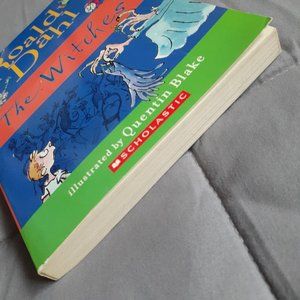 Roald
Dahl
The Witches
illustrated by Quentin Blake
SCHOLASTIC